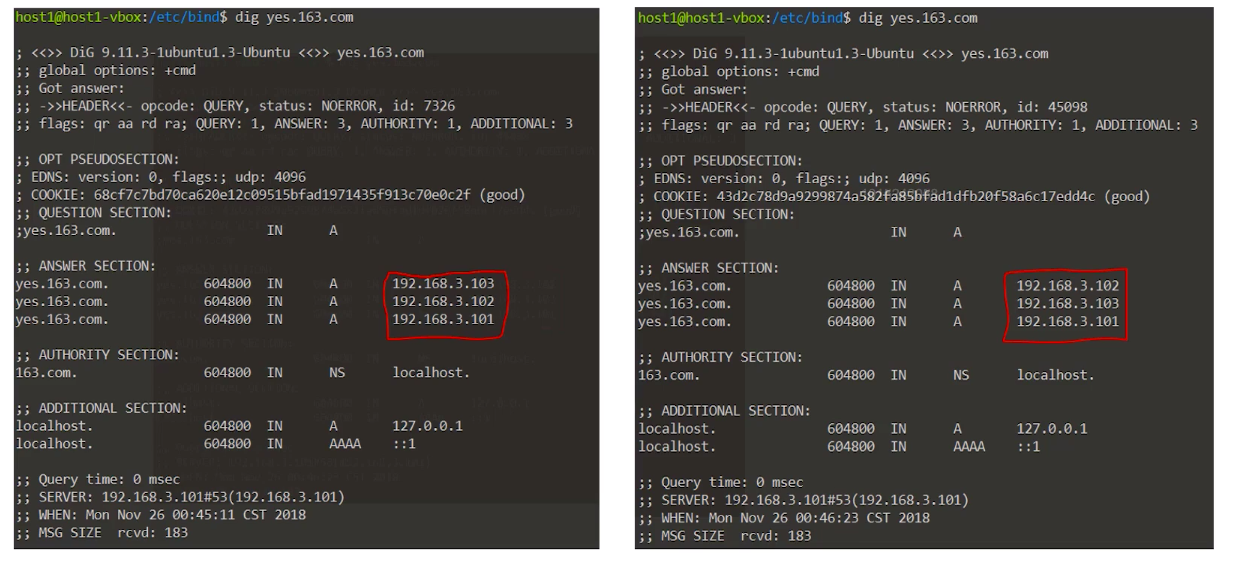 host1@host1-vbox:/etc/bind$ dig yes.163.com

; <<>> DiG 9.11.3-1ubuntu1.3-Ubuntu <<>> yes.163.com
;; global options: +cmd
;; Got answer:
;; ->>HEADER<<- opcode: QUERY, status: NOERROR, id: 7326
;; flags: qr aa rd ra; QUERY: 1, ANSWER: 3, AUTHORITY: 1, ADDITIONAL: 3

;; OPT PSEUDOSECTION:
; EDNS: version: 0, flags:; udp: 4096
; COOKIE: 68cf7c7bd70ca620e12c09515bfad1971435f913c70e0c2f (good)
;; QUESTION SECTION:
;yes.163.com. IN A

;; ANSWER SECTION:
yes.163.com. 604800 IN A 192.168.3.103
yes.163.com. 604800 IN A 192.168.3.102
yes.163.com. 604800 IN A 192.168.3.101

;; AUTHORITY SECTION:
163.com. 604800 IN NS localhost.

;; ADDITIONAL SECTION:
localhost. 604800 IN A 127.0.0.1
localhost. 604800 IN AAAA ::1

;; Query time: 0 msec
;; SERVER: 192.168.3.101#53(192.168.3.101)
;; WHEN: Mon Nov 26 00:45:11 CST 2018
;; MSG SIZE rcvd: 183

host1@host1-vbox:/etc/bind$ dig yes.163.com

; <<>> DiG 9.11.3-1ubuntu1.3-Ubuntu <<>> yes.163.com
;; global options: +cmd
;; Got answer:
;; ->>HEADER<<- opcode: QUERY, status: NOERROR, id: 45098
;; flags: qr aa rd ra; QUERY: 1, ANSWER: 3, AUTHORITY: 1, ADDITIONAL: 3

;; OPT PSEUDOSECTION:
; EDNS: version: 0, flags:; udp: 4096
; COOKIE: 43d2c78d9a9299874a582fa85bfad1dfb20f58a6c17edd4c (good)
;; QUESTION SECTION:
;yes.163.com. IN A

;; ANSWER SECTION:
yes.163.com. 604800 IN A 192.168.3.102
yes.163.com. 604800 IN A 192.168.3.103
yes.163.com. 604800 IN A 192.168.3.101

;; AUTHORITY SECTION:
163.com. 604800 IN NS localhost.

;; ADDITIONAL SECTION:
localhost. 604800 IN A 127.0.0.1
localhost. 604800 IN AAAA ::1

;; Query time: 0 msec
;; SERVER: 192.168.3.101#53(192.168.3.101)
;; WHEN: Mon Nov 26 00:46:23 CST 2018
;; MSG SIZE rcvd: 183